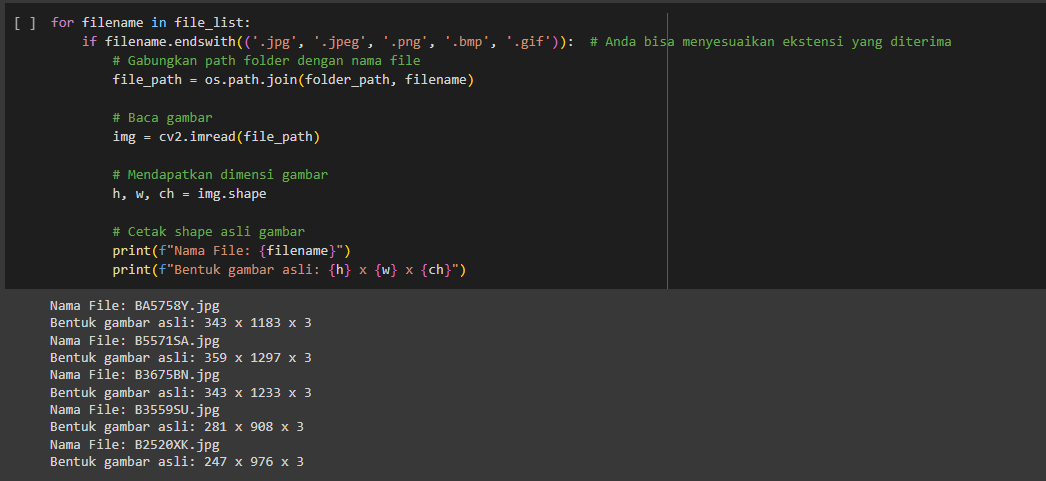 [ ] for filename in file_list:
if filename.endswith(('.jpg', '.jpeg', '.png', '.bmp', '.gif')):  # Anda bisa menyesuaikan ekstensi yang diterima
# Gabungkan path folder dengan nama file
file_path = os.path.join(folder_path, filename)
# Baca gambar
img = cv2.imread(file_path)
# Mendapatkan dimensi gambar
h, w, ch = img.shape
# Cetak shape asli gambar
print(f"Nama File: {filename}")
print(f"Bentuk gambar asli: {h} x {w} x {ch}")
Nama File: BA5758Y.jpg
Bentuk gambar asli: 343 x 1183 x 3
Nama File: B5571SA.jpg
Bentuk gambar asli: 359 x 1297 x 3
Nama File: B3675BN.jpg
Bentuk gambar asli: 343 x 1233 x 3
Nama File: B3559SU.jpg
Bentuk gambar asli: 281 x 908 x 3
Nama File: B2520XK.jpg
Bentuk gambar asli: 247 x 976 x 3